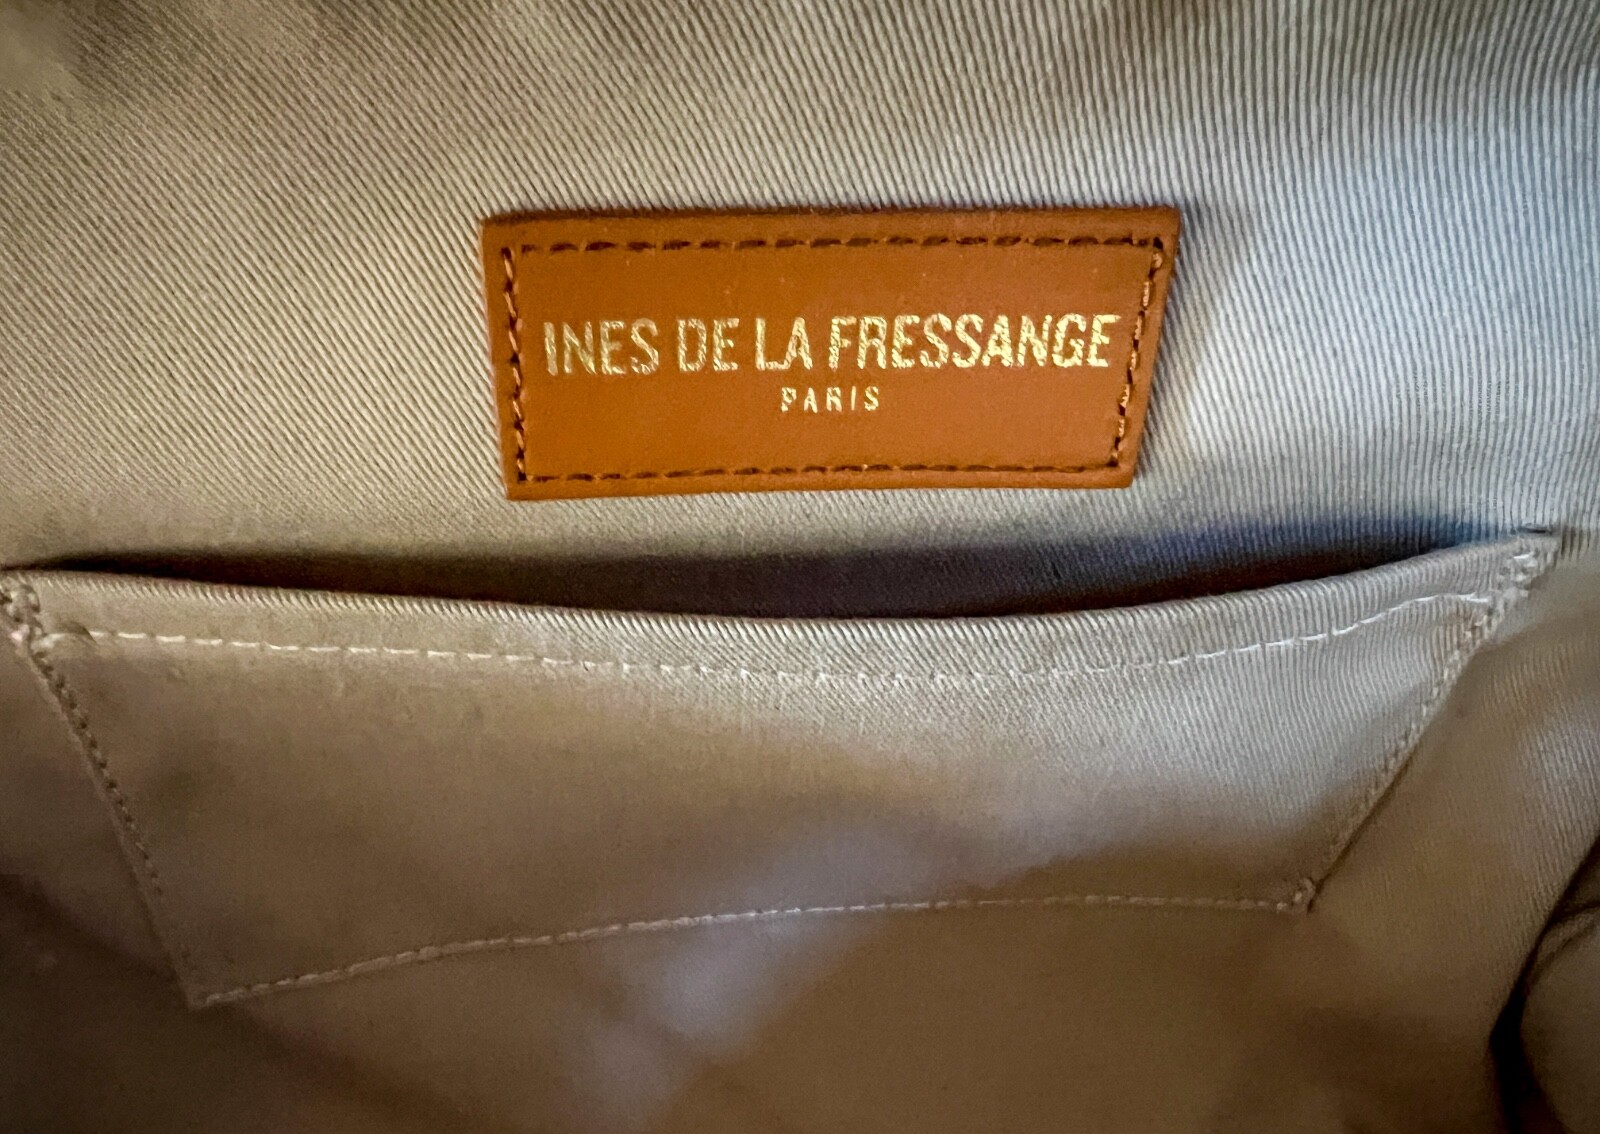 INES DE LA FRESSANGE
PARIS